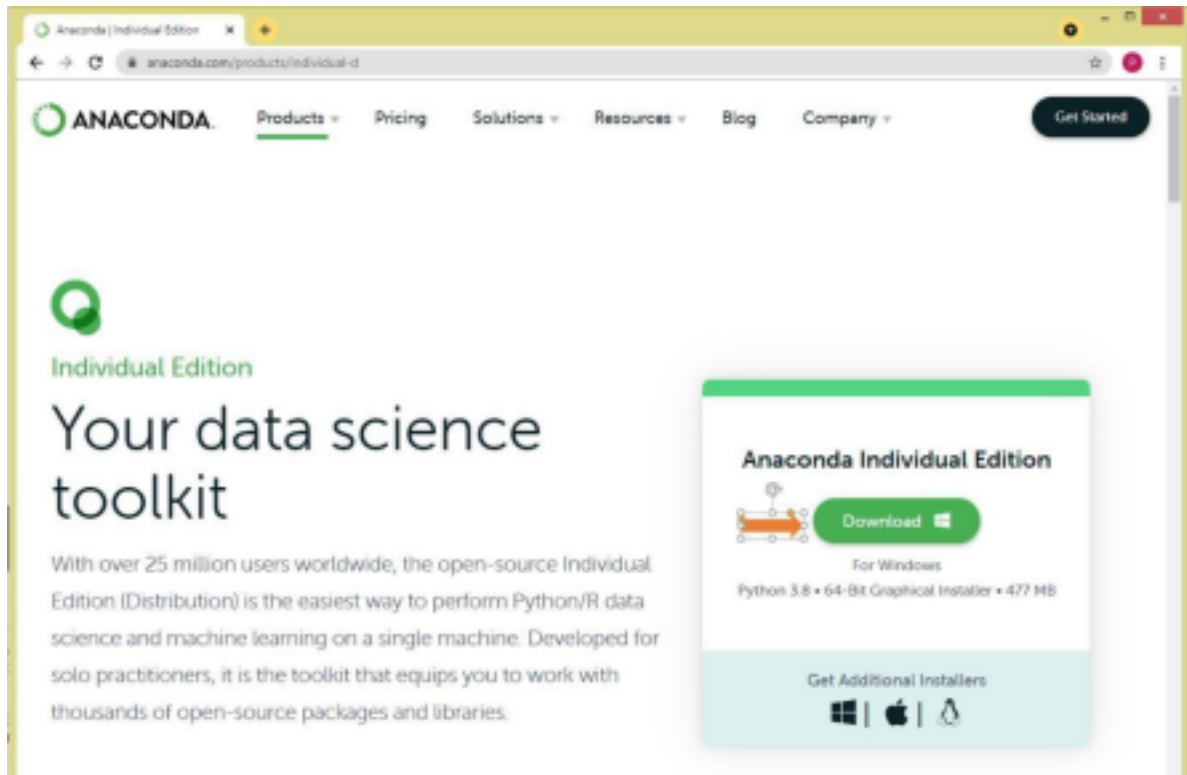 Anaconda | Individual Edition
anaconda.com/products/individual-d
ANACONDA.
Products
Pricing
Solutions
Resources
Blog
Company
Get Started
Individual Edition
Your data science
toolkit
With over 25 million users worldwide, the open-source Individual
Edition (Distribution) is the easiest way to perform Python/R data
science and machine learning on a single machine. Developed for
solo practitioners, it is the toolkit that equips you to work with
thousands of open-source packages and libraries.
Anaconda Individual Edition
Download
For Windows
Python 3.8 • 64-Bit Graphical Installer • 477 MB
Get Additional Installers